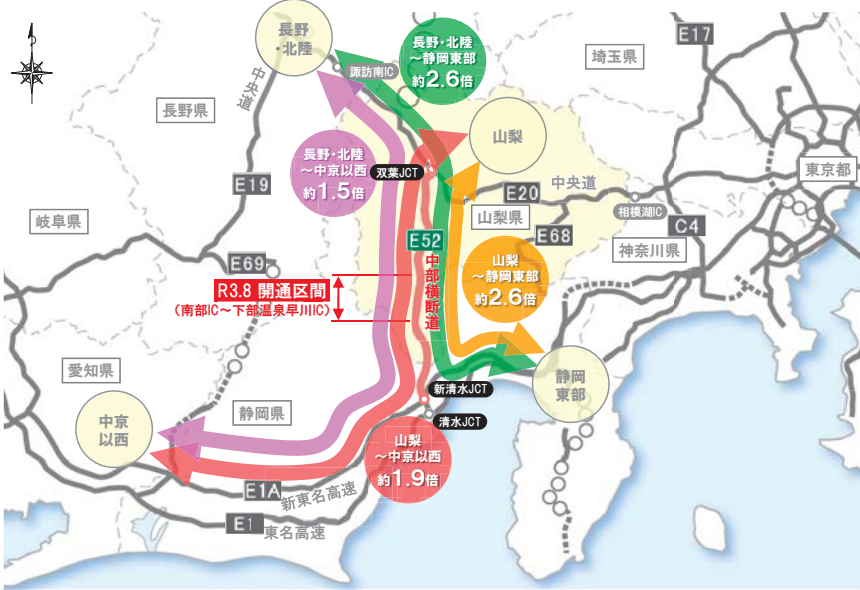 長野
・北陸
長野・北陸
～静岡東部
約2.6倍
E17
埼玉県
諏訪南IC
中央道
長野県
山梨
長野・北陸
～中京以西
約1.5倍
双葉JCT
東京都
E19
E20
中央道
相模湖IC
岐阜県
山梨県
C4
E52
E68
神奈川県
中部横断道
E69
山梨
～静岡東部
約2.6倍
R3.8 開通区間
（南部IC～下部温泉早川IC）
愛知県
静岡
東部
新清水JCT
静岡県
清水JCT
中京
以西
山梨
～中京以西
約1.9倍
E1A
新東名高速
E1
東名高速